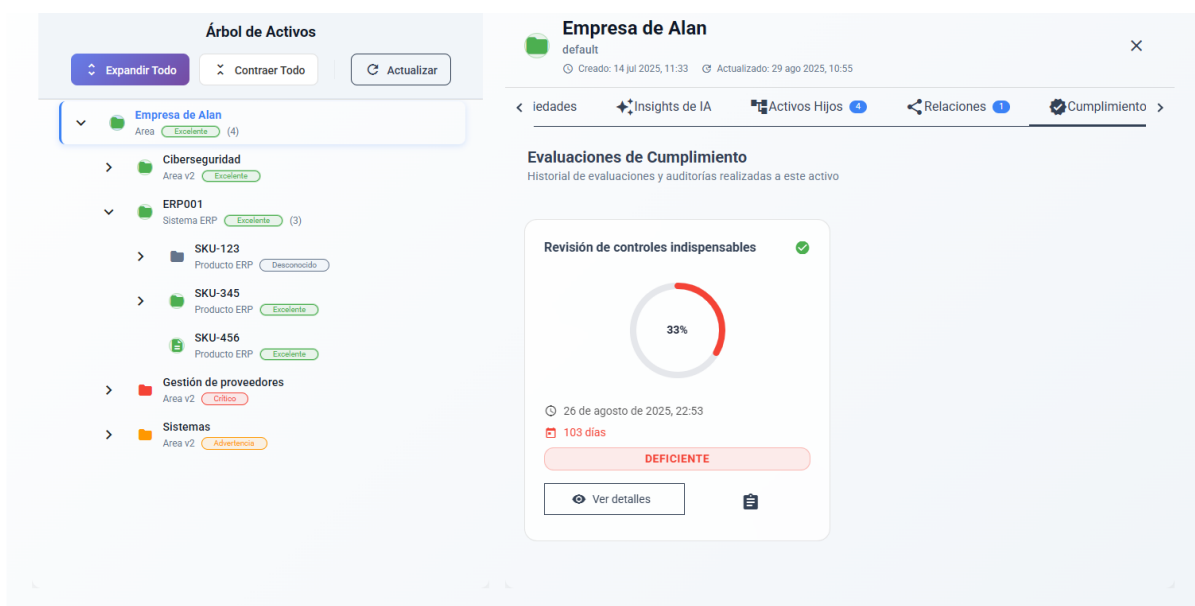 Árbol de Activos
Expandir Todo
Contraer Todo
Actualizar
Empresa de Alan
Area Excelente (4)
Ciberseguridad
Area v2 Excelente
ERP001
Sistema ERP Excelente (3)
SKU-123
Producto ERP Desconocido
SKU-345
Producto ERP Excelente
SKU-456
Producto ERP Excelente
Gestión de proveedores
Area v2 Crítico
Sistemas
Area v2 Advertencia
Empresa de Alan
default
Creado: 14 jul 2025, 11:33 Actualizado: 29 ago 2025, 10:55
iedades Insights de IA Activos Hijos 4 Relaciones 1 Cumplimiento
Evaluaciones de Cumplimiento
Historial de evaluaciones y auditorías realizadas a este activo
Revisión de controles indispensables
33%
26 de agosto de 2025, 22:53
103 días
DEFICIENTE
Ver detalles